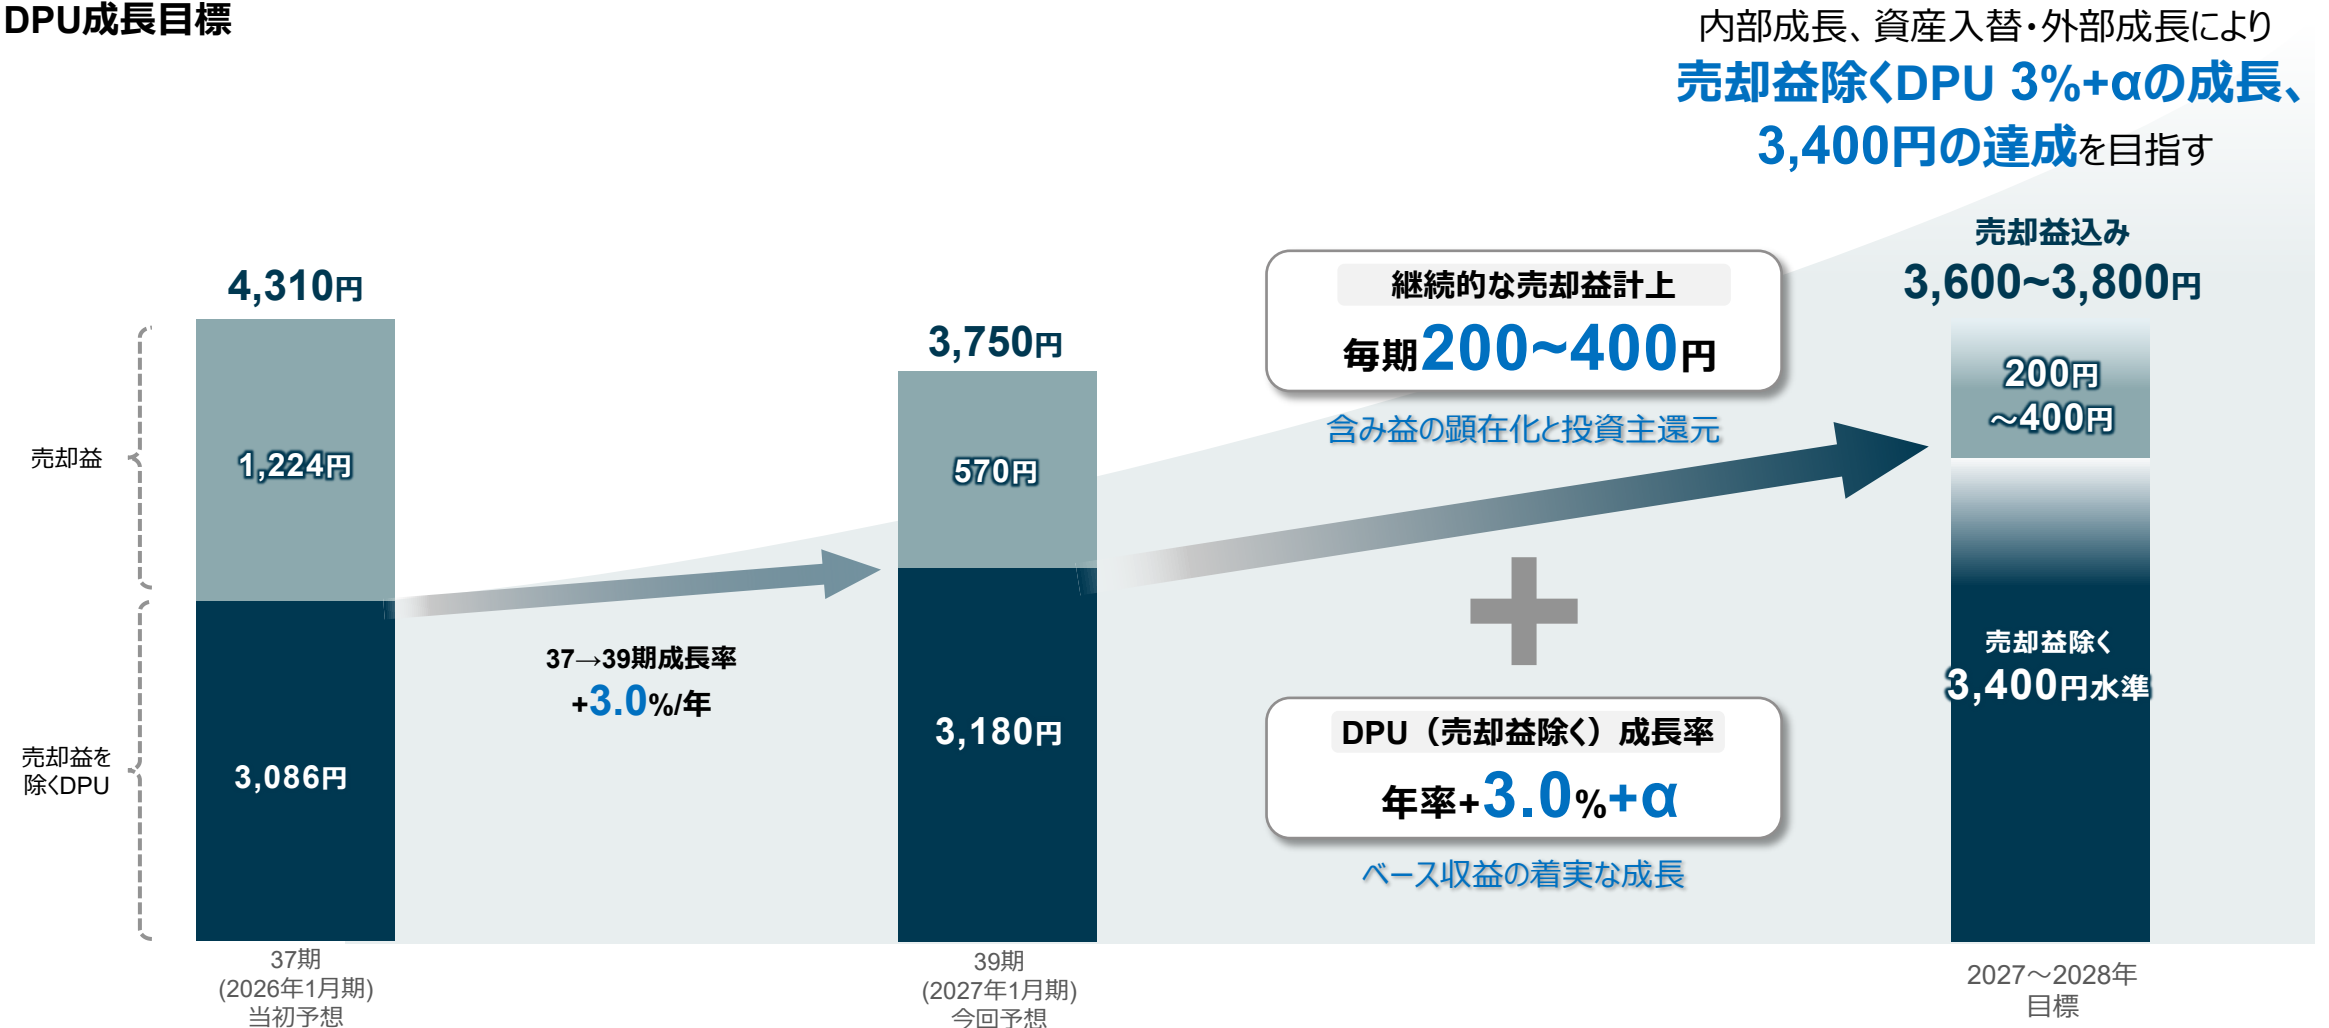 DPU成長目標
内部成長、資産入替・外部成長により
売却益除くDPU 3%+αの成長、
3,400円の達成を目指す
売却益込み
3,600~3,800円
4,310円
3,750円
継続的な売却益計上
毎期200~400円
含み益の顕在化と投資主還元
200円
～400円
売却益
1,224円
570円
37→39期成長率
+3.0%/年
売却益除く
3,400円水準
DPU（売却益除く）成長率
年率+3.0%+α
ベース収益の着実な成長
売却益を
除くDPU
3,086円
3,180円
37期
(2026年1月期)
当初予想
39期
(2027年1月期)
今回予想
2027～2028年
目標